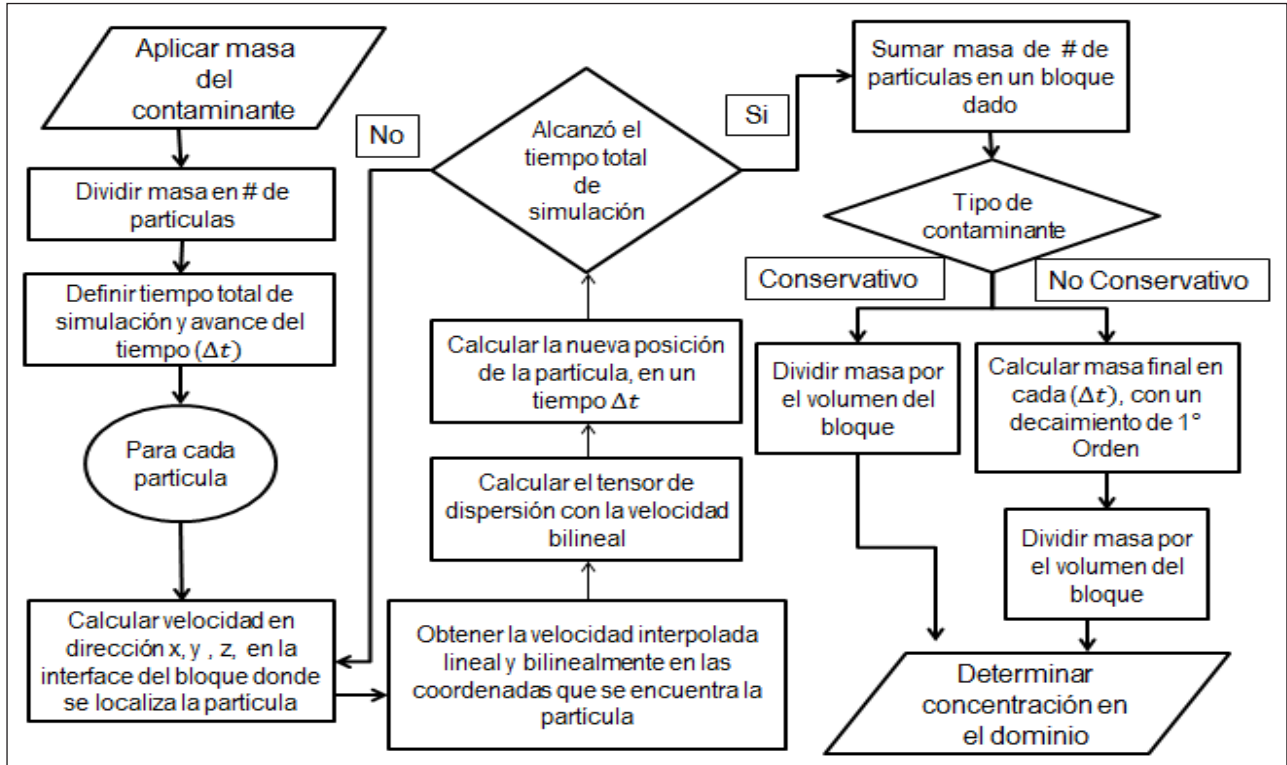 Aplicar masa
del
contaminante
Dividir masa en # de
partículas
Definir tiempo total de
simulación y avance del
tiempo (Δt)
Para cada
partícula
Calcular velocidad en
dirección x, y , z, en la
interface del bloque donde
se localiza la partícula
Obtener la velocidad interpolada
lineal y bilinealmente en las
coordenadas que se encuentra la
partícula
Calcular el tensor de
dispersión con la velocidad
bilineal
Calcular la nueva posición
de la partícula, en un
tiempo Δt
Alcanzó el
tiempo total
de
simulación
No
Si
Sumar masa de # de
partículas en un bloque
dado
Tipo de
contaminante
Conservativo
No Conservativo
Dividir masa por
el volumen del
bloque
Calcular masa final en
cada (Δt), con un
decaimiento de 1°
Orden
Dividir masa por
el volumen del
bloque
Determinar
concentración en
el dominio